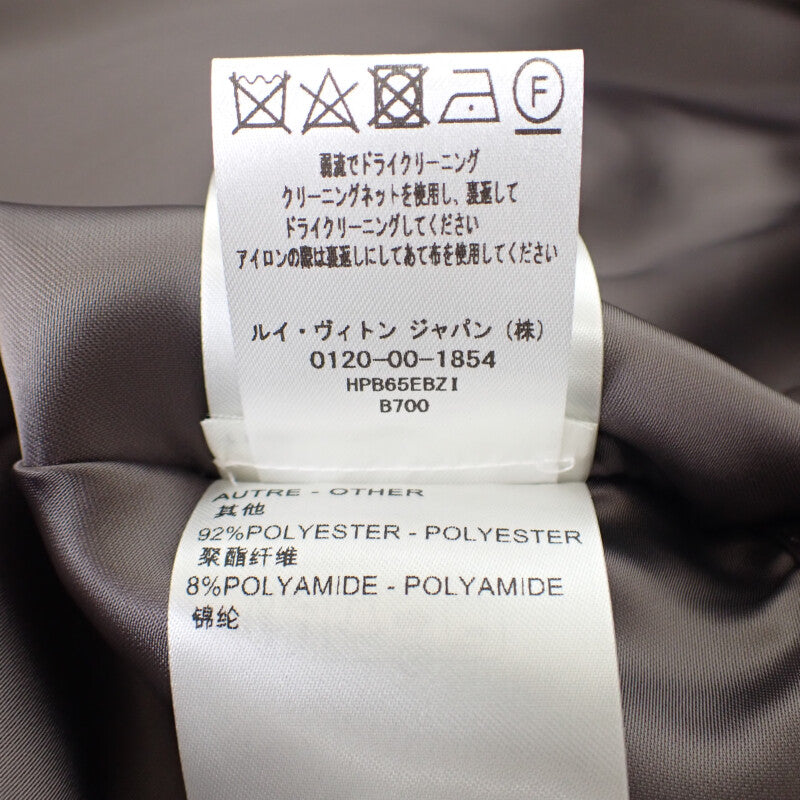 F
弱流でドライクリーニング
クリーニングネットを使用し、裏返して
ドライクリーニングしてください
アイロンの際は裏返しにしてあて布を使用してください
ルイ・ヴィトン ジャパン (株)
0120-00-1854
HPB65EBZI
B700
AUTRE - OTHER
其他
92%POLYESTER - POLYESTER
聚酯纤维
8%POLYAMIDE - POLYAMIDE
锦纶